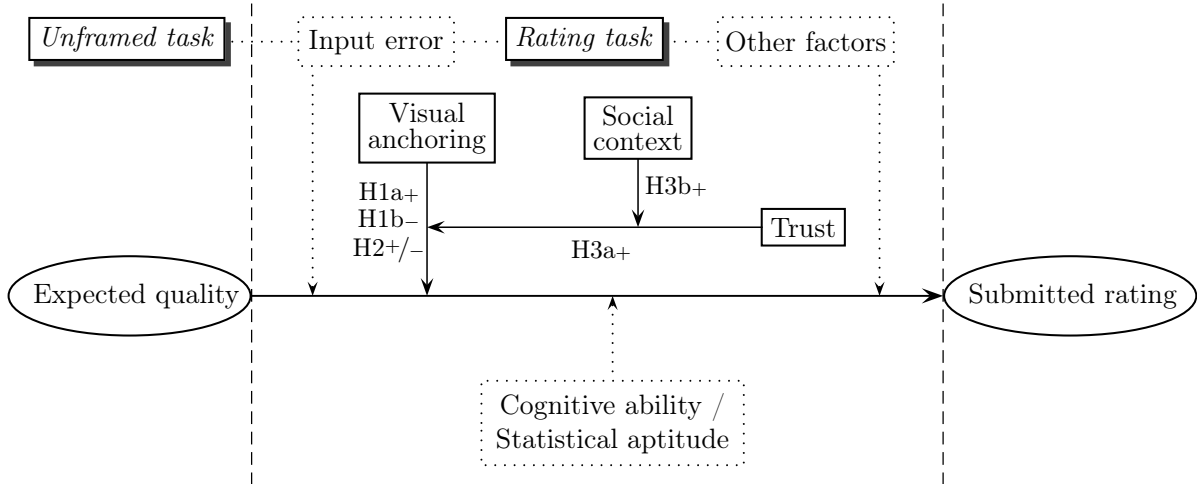 Unframed task
Input error
Rating task
Other factors
Visual
anchoring
Social
context
H1a+
H1b−
H2+/−
H3b+
H3a+
Trust
Expected quality
Submitted rating
Cognitive ability /
Statistical aptitude